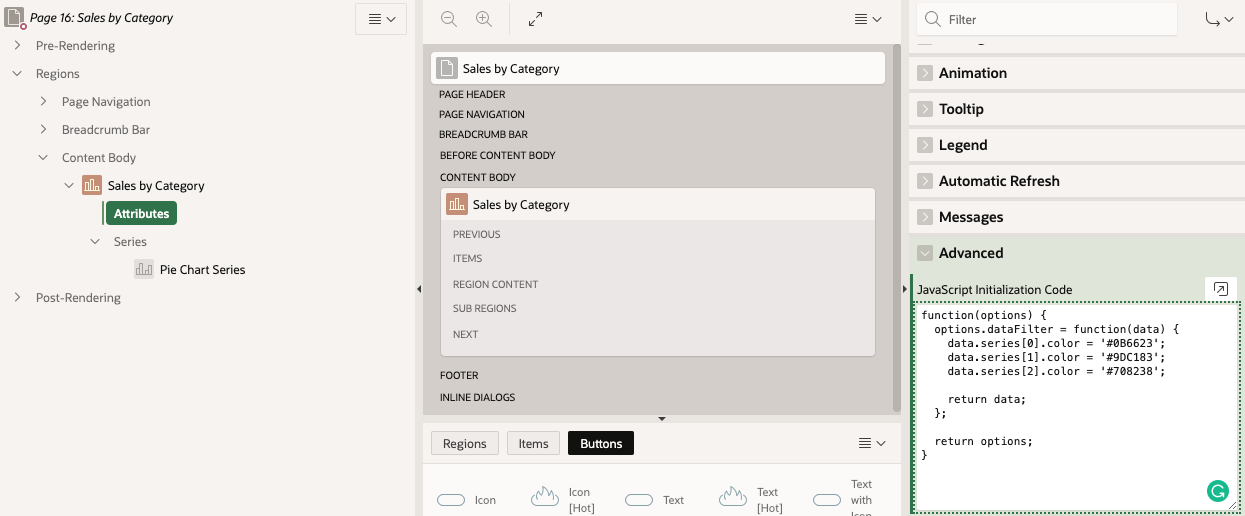 Page 16: Sales by Category
Pre-Rendering
Regions
Page Navigation
Breadcrumb Bar
Content Body
Sales by Category
Attributes
Series
Pie Chart Series
Post-Rendering
Sales by Category
PAGE HEADER
PAGE NAVIGATION
BREADCRUMB BAR
BEFORE CONTENT BODY
CONTENT BODY
Sales by Category
PREVIOUS
ITEMS
REGION CONTENT
SUB REGIONS
NEXT
FOOTER
INLINE DIALOGS
Regions
Items
Buttons
Icon
Icon
[Hot]
Text
Text
[Hot]
Text
with
Filter
Animation
Tooltip
Legend
Automatic Refresh
Messages
Advanced
JavaScript Initialization Code
function(options) {
options.dataFilter = function(data) {
data.series[0].color = '#0B6623';
data.series[1].color = '#9DC183';
data.series[2].color = '#708238';
return data;
};
return options;
}